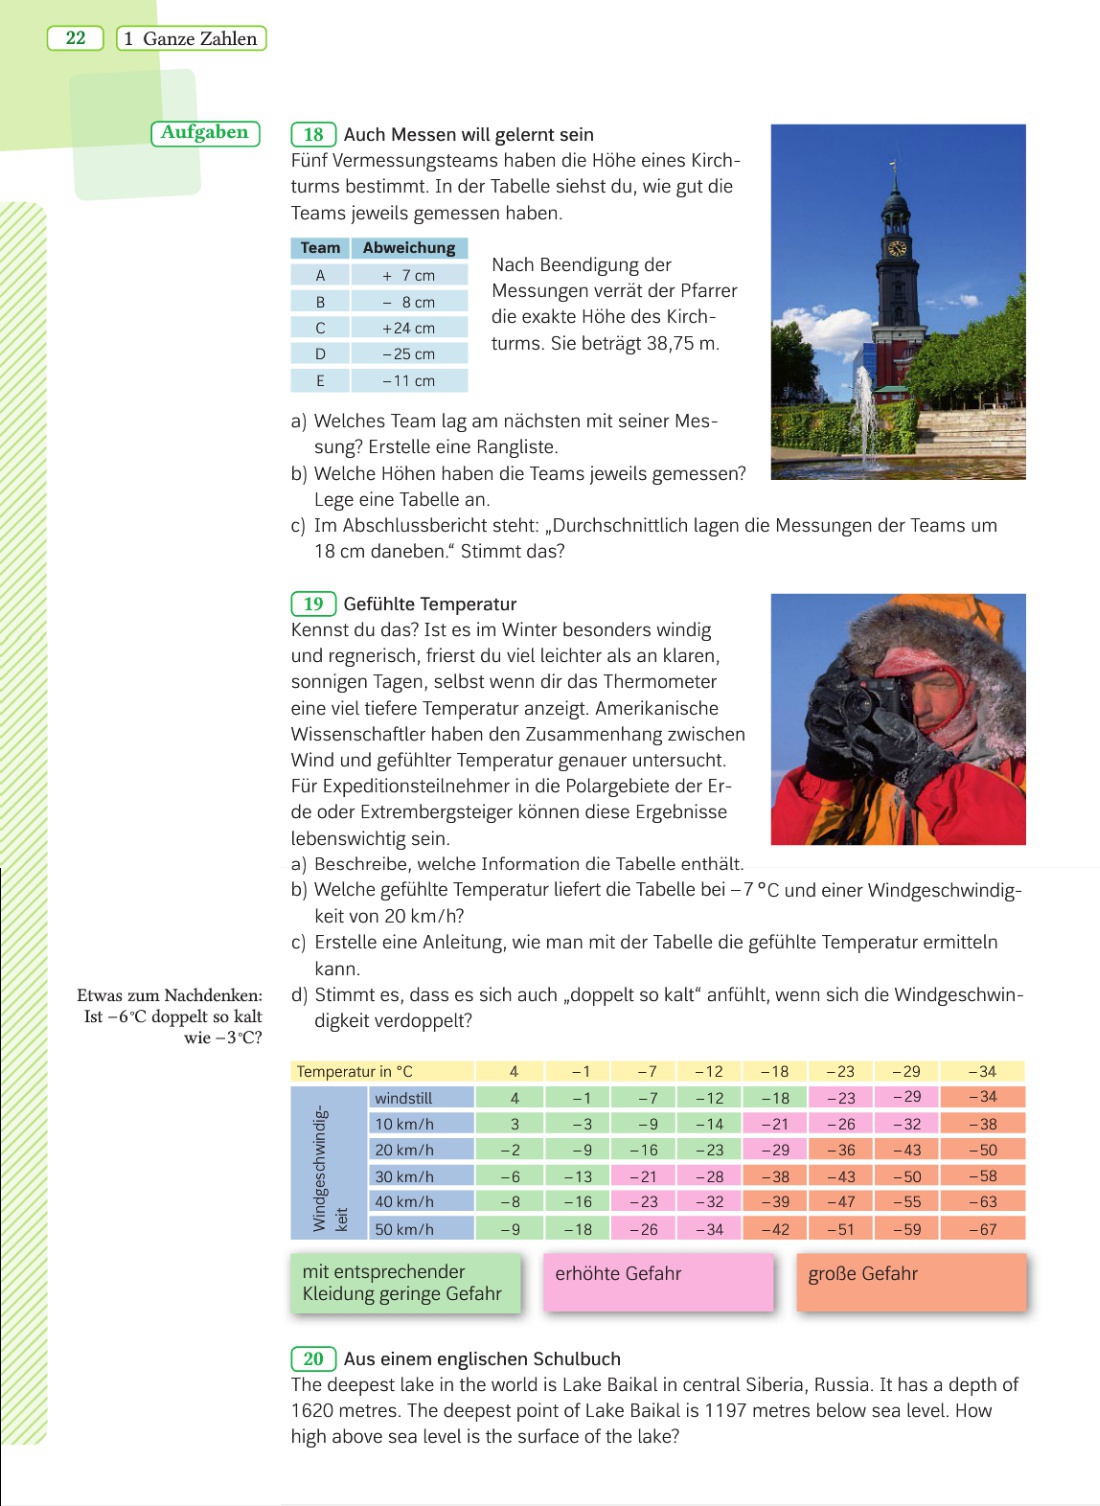 22
1 Ganze Zahlen
Aufgaben
18 Auch Messen will gelernt sein
Fünf Vermessungsteams haben die Höhe eines Kirch-
turms bestimmt. In der Tabelle siehst du, wie gut die
Teams jeweils gemessen haben.
Team Abweichung
A + 7 cm
B – 8 cm
C +24 cm
D –25 cm
E –11 cm
Nach Beendigung der
Messungen verrät der Pfarrer
die exakte Höhe des Kirch-
turms. Sie beträgt 38,75 m.
a) Welches Team lag am nächsten mit seiner Mes-
sung? Erstelle eine Rangliste.
b) Welche Höhen haben die Teams jeweils gemessen?
Lege eine Tabelle an.
c) Im Abschlussbericht steht: „Durchschnittlich lagen die Messungen der Teams um
18 cm daneben.“ Stimmt das?
19 Gefühlte Temperatur
Kennst du das? Ist es im Winter besonders windig
und regnerisch, frierst du viel leichter als an klaren,
sonnigen Tagen, selbst wenn dir das Thermometer
eine viel tiefere Temperatur anzeigt. Amerikanische
Wissenschaftler haben den Zusammenhang zwischen
Wind und gefühlter Temperatur genauer untersucht.
Für Expeditionsteilnehmer in die Polargebiete der Er-
de oder Extrembergsteiger können diese Ergebnisse
lebenswichtig sein.
a) Beschreibe, welche Information die Tabelle enthält.
b) Welche gefühlte Temperatur liefert die Tabelle bei –7 °C und einer Windgeschwindig-
keit von 20 km/h?
c) Erstelle eine Anleitung, wie man mit der Tabelle die gefühlte Temperatur ermitteln
kann.
d) Stimmt es, dass es sich auch „doppelt so kalt“ anfühlt, wenn sich die Windgeschwin-
digkeit verdoppelt?
Etwas zum Nachdenken:
Ist –6°C doppelt so kalt
wie –3°C?
Temperatur in °C 4 –1 –7 –12 –18 –23 –29 –34
Windgeschwindig-
keit
windstill 4 –1 –7 –12 –18 –23 –29 –34
10 km/h 3 –3 –9 –14 –21 –26 –32 –38
20 km/h –2 –9 –16 –23 –29 –36 –43 –50
30 km/h –6 –13 –21 –28 –38 –43 –50 –58
40 km/h –8 –16 –23 –32 –39 –47 –55 –63
50 km/h –9 –18 –26 –34 –42 –51 –59 –67
mit entsprechender
Kleidung geringe Gefahr
erhöhte Gefahr
große Gefahr
20 Aus einem englischen Schulbuch
The deepest lake in the world is Lake Baikal in central Siberia, Russia. It has a depth of
1620 metres. The deepest point of Lake Baikal is 1197 metres below sea level. How
high above sea level is the surface of the lake?